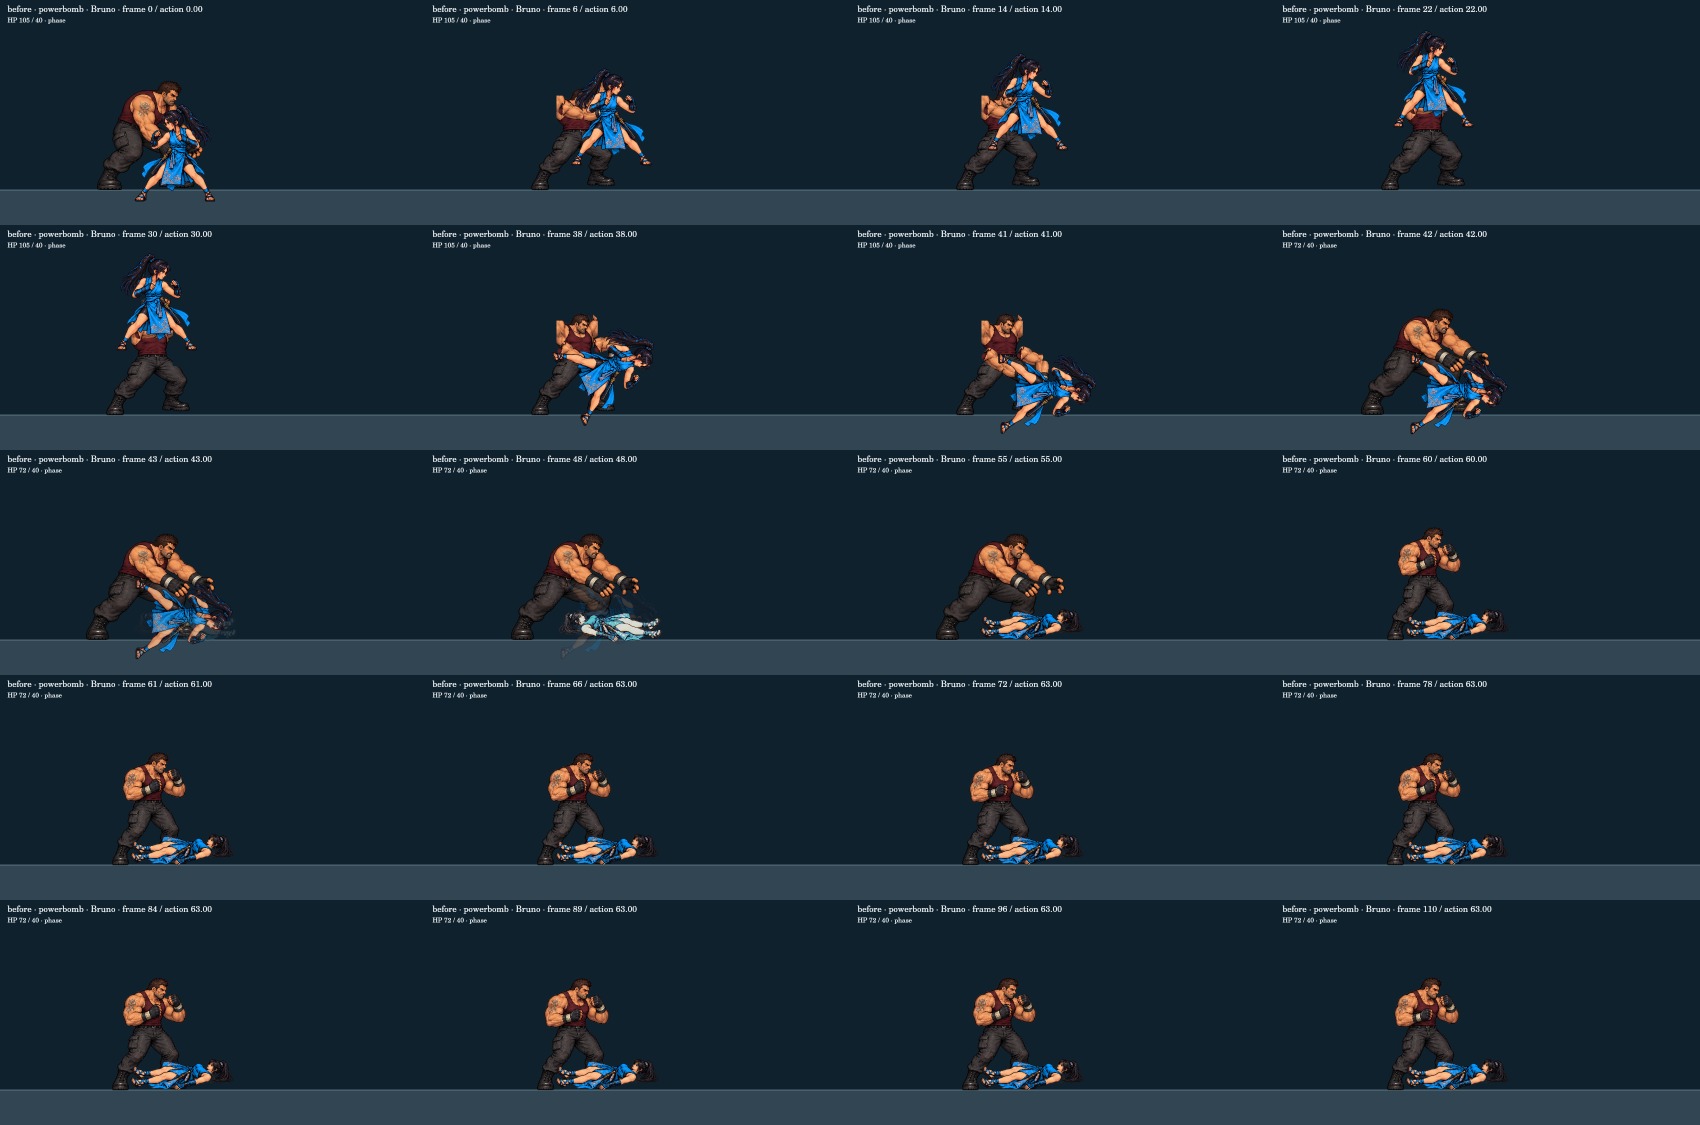 before - powerbomb - Bruno - frame 0 / action 0.00
HP 105 / 40 - phase
before - powerbomb - Bruno - frame 6 / action 6.00
HP 105 / 40 - phase
before - powerbomb - Bruno - frame 14 / action 14.00
HP 105 / 40 - phase
before - powerbomb - Bruno - frame 22 / action 22.00
HP 105 / 40 - phase
before - powerbomb - Bruno - frame 30 / action 30.00
HP 105 / 40 - phase
before - powerbomb - Bruno - frame 38 / action 38.00
HP 105 / 40 - phase
before - powerbomb - Bruno - frame 41 / action 41.00
HP 105 / 40 - phase
before - powerbomb - Bruno - frame 42 / action 42.00
HP 72 / 40 - phase
before - powerbomb - Bruno - frame 43 / action 43.00
HP 72 / 40 - phase
before - powerbomb - Bruno - frame 48 / action 48.00
HP 72 / 40 - phase
before - powerbomb - Bruno - frame 55 / action 55.00
HP 72 / 40 - phase
before - powerbomb - Bruno - frame 60 / action 60.00
HP 72 / 40 - phase
before - powerbomb - Bruno - frame 61 / action 61.00
HP 72 / 40 - phase
before - powerbomb - Bruno - frame 66 / action 63.00
HP 72 / 40 - phase
before - powerbomb - Bruno - frame 72 / action 63.00
HP 72 / 40 - phase
before - powerbomb - Bruno - frame 78 / action 63.00
HP 72 / 40 - phase
before - powerbomb - Bruno - frame 84 / action 63.00
HP 72 / 40 - phase
before - powerbomb - Bruno - frame 89 / action 63.00
HP 72 / 40 - phase
before - powerbomb - Bruno - frame 96 / action 63.00
HP 72 / 40 - phase
before - powerbomb - Bruno - frame 110 / action 63.00
HP 72 / 40 - phase